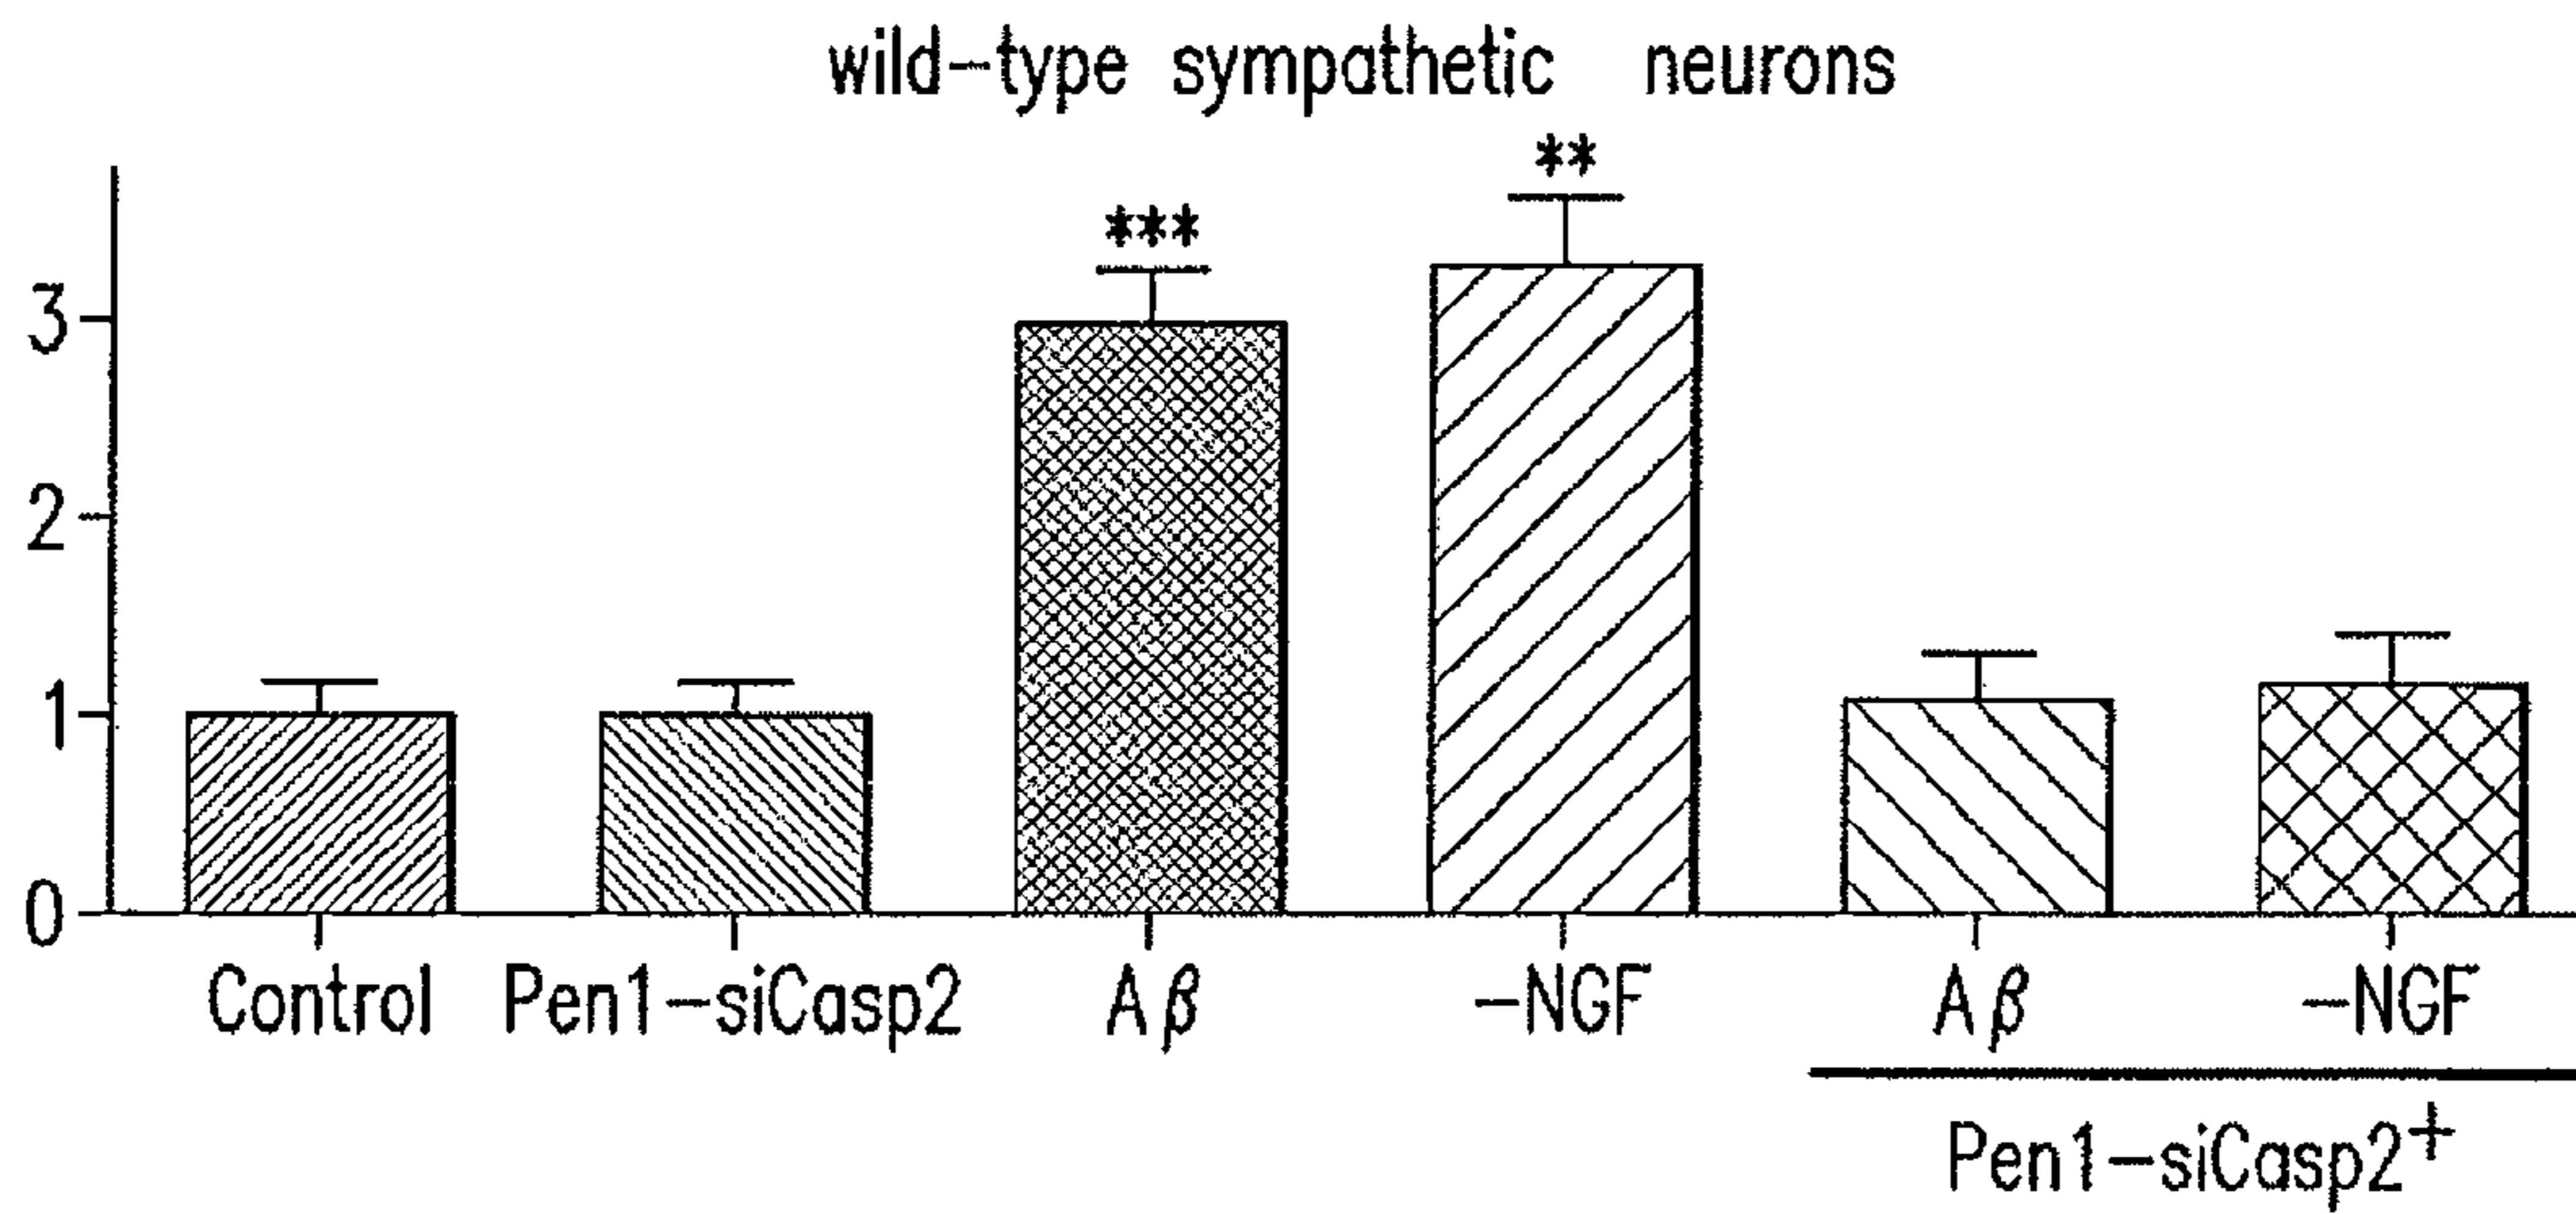 wild-type sympathetic neurons
***
**
3
2
1
0
Control Pen1-siCasp2 Aβ -NGF Aβ -NGF
Pen1-siCasp2+